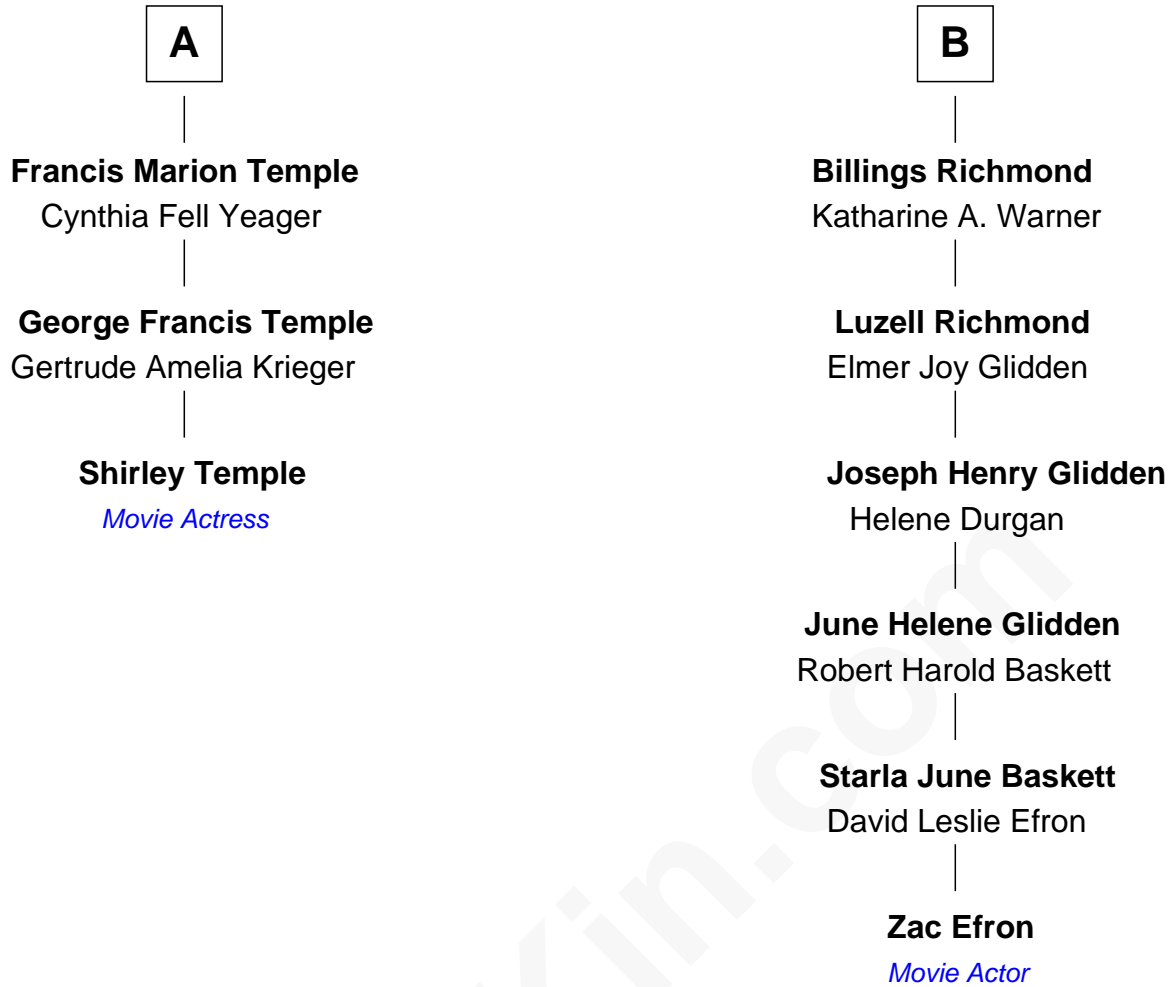 A
Francis Marion Temple
Cynthia Fell Yeager
George Francis Temple
Gertrude Amelia Krieger
Shirley Temple
Movie Actress
B
Billings Richmond
Katharine A. Warner
Luzell Richmond
Elmer Joy Glidden
Joseph Henry Glidden
Helene Durgan
June Helene Glidden
Robert Harold Baskett
Starla June Baskett
David Leslie Efron
Zac Efron
Movie Actor
Kin.com